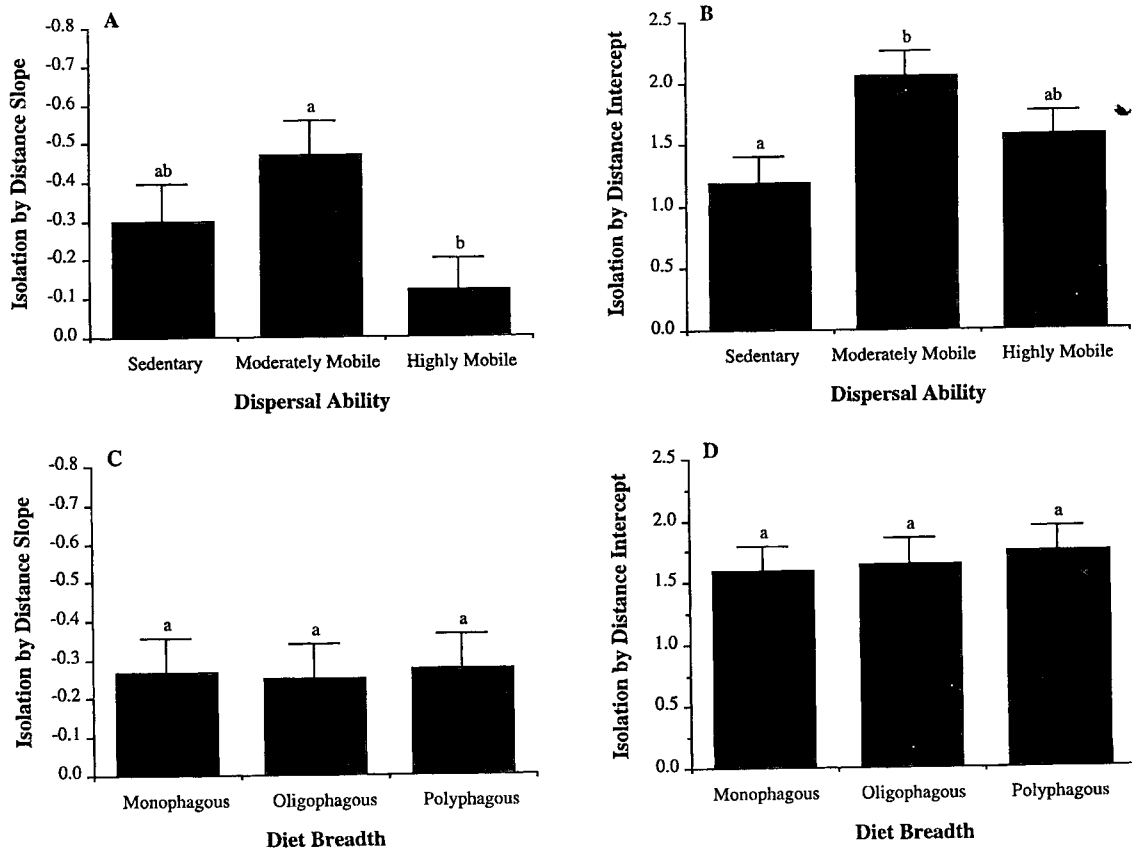 A
Isolation by Distance Slope
-0.8
-0.7
-0.6
-0.5
-0.4
-0.3
-0.2
-0.1
0.0
ab
a
b
Sedentary Moderately Mobile Highly Mobile
Dispersal Ability
B
Isolation by Distance Intercept
2.5
2.0
1.5
1.0
0.5
0.0
a
b
ab
Sedentary Moderately Mobile Highly Mobile
Dispersal Ability
C
Isolation by Distance Slope
-0.8
-0.7
-0.6
-0.5
-0.4
-0.3
-0.2
-0.1
0.0
a
a
a
Monophagous Oligophagous Polyphagous
Diet Breadth
D
Isolation by Distance Intercept
2.5
2.0
1.5
1.0
0.5
0.0
a
a
a
Monophagous Oligophagous Polyphagous
Diet Breadth